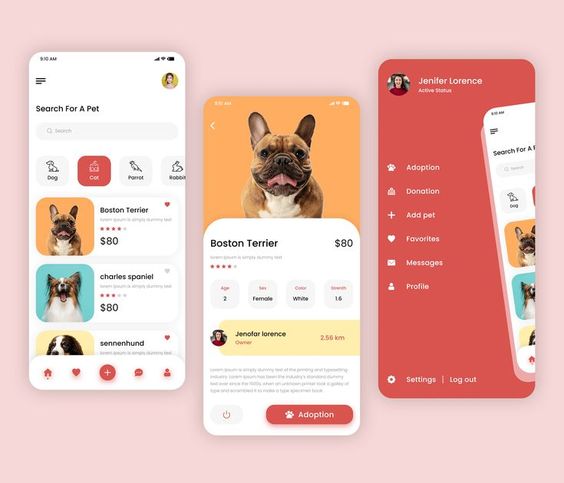 9:10 AM
Search For A Pet
Search
Dog
Cat
Parrot
Rabbit
Boston Terrier
lorem ipsum is simply dummy text
$80
charles spaniel
lorem ipsum is simply dummy text
$80
sennenhund
9:10 AM
Boston Terrier
$80
lorem ipsum is simply dummy text
Age
2
Sex
Female
Color
White
Strenth
1.6
Jenofar lorence
Owner
2.56 km
Lorem Ipsum is simply dummy text of the printing and typesetting
industry. Lorem Ipsum has been the industry's standard dummy
text ever since the 1500s, when an unknown printer took a galley of
type and scrambled it to make a type specimen book.
Adoption
Jenifer Lorence
Active Status
Adoption
Donation
Add pet
Favorites
Messages
Profile
Settings | Log out
9:10 AM
Search For A P
Search
Dog